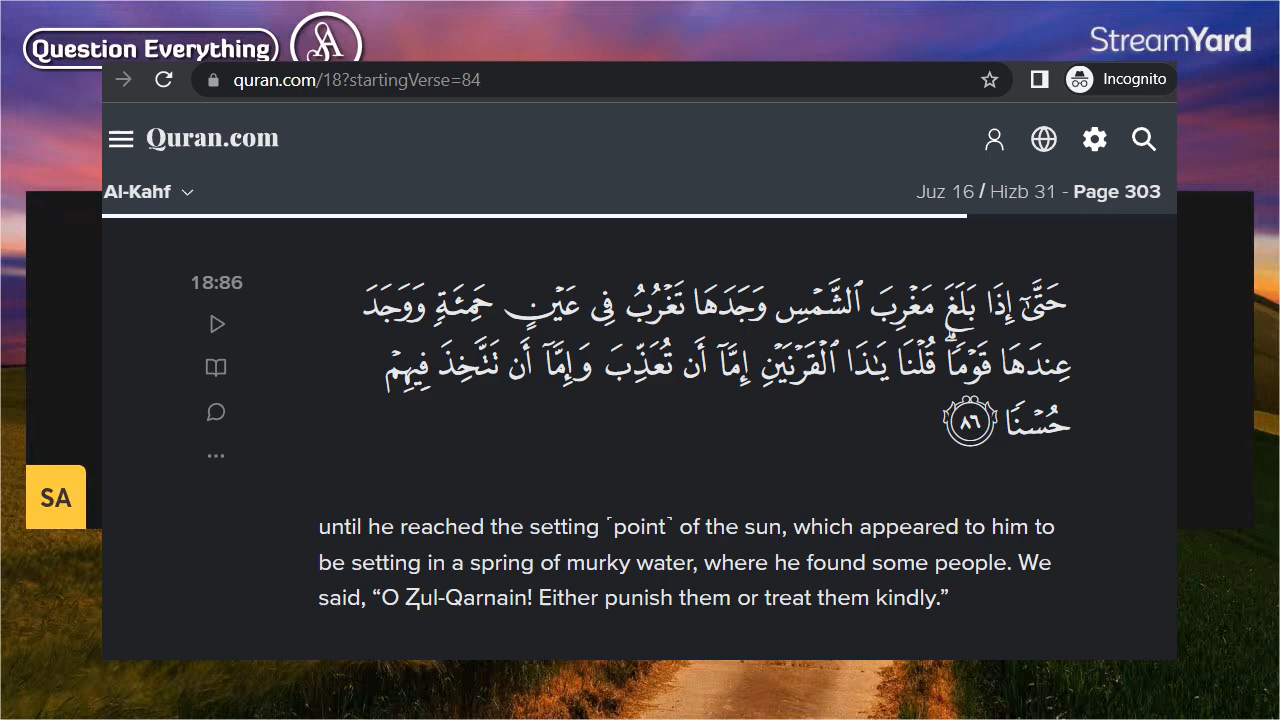 Question Everything
SA
StreamYard
quran.com/18?startingVerse=84
Incognito
Quran.com
Al-Kahf
Juz 16 / Hizb 31 - Page 303
18:86
حَتَّىٰٓ إِذَا بَلَغَ مَغۡرِبَ ٱلشَّمۡسِ وَجَدَهَا تَغۡرُبُ فِي عَيۡنٍ حَمِئَةٖ وَوَجَدَ
عِندَهَا قَوۡمٗاۖ قُلۡنَا يَٰذَا ٱلۡقَرۡنَيۡنِ إِمَّآ أَن تُعَذِّبَ وَإِمَّآ أَن تَتَّخِذَ فِيهِمۡ
حُسۡنٗا ٨٦
until he reached the setting ˹point˺ of the sun, which appeared to him to
be setting in a spring of murky water, where he found some people. We
said, “O Ⱬul-Qarnain! Either punish them or treat them kindly.”
SA